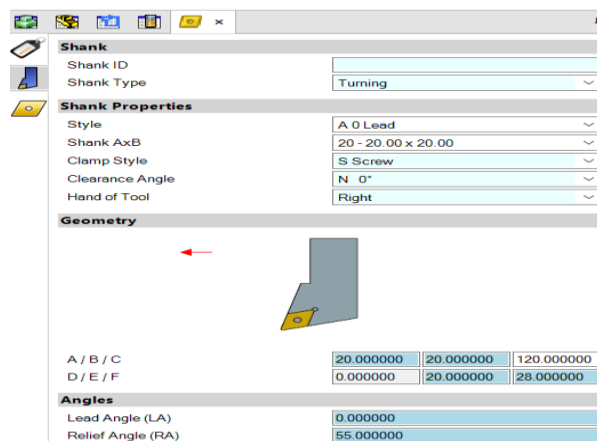 Shank
Shank ID
Shank Type Turning
Shank Properties
Style A 0 Lead
Shank AxB 20 - 20.00 x 20.00
Clamp Style S Screw
Clearance Angle N 0°
Hand of Tool Right
Geometry
A / B / C 20.000000 20.000000 120.000000
D / E / F 0.000000 20.000000 28.000000
Angles
Lead Angle (LA) 0.000000
Relief Angle (RA) 55.000000